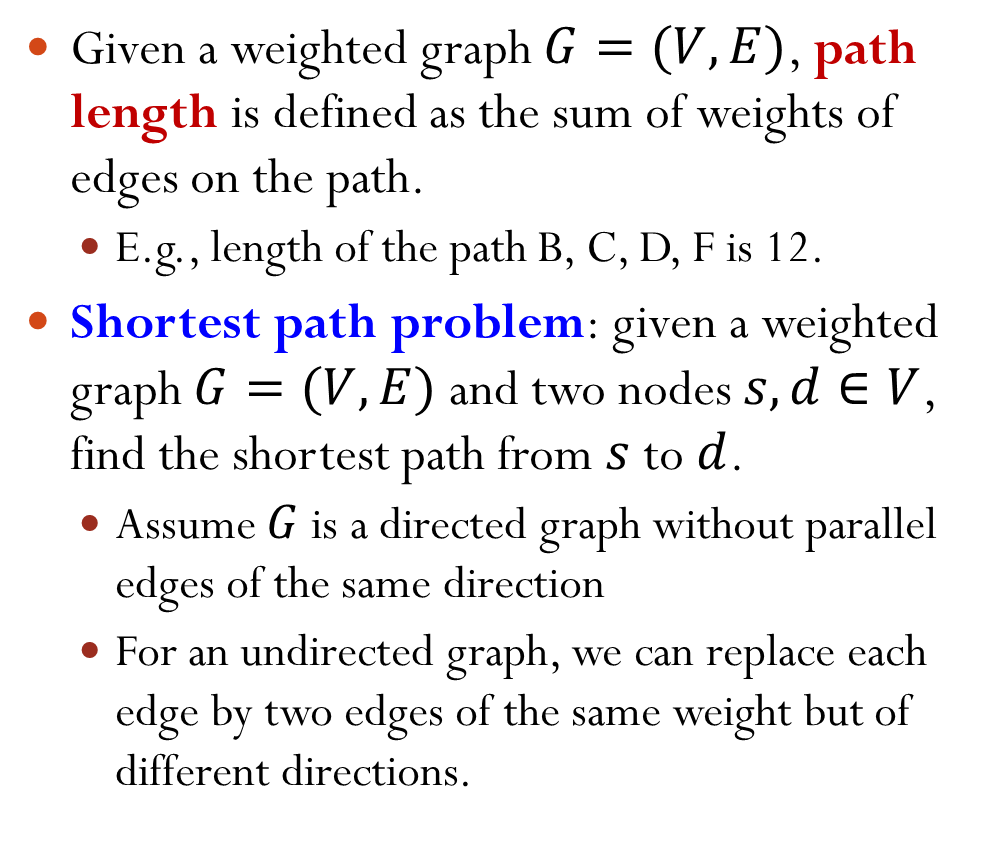 • Given a weighted graph G = (V, E), path
length is defined as the sum of weights of
edges on the path.
• E.g., length of the path B, C, D, F is 12.
• Shortest path problem: given a weighted
graph G = (V, E) and two nodes s, d ∈ V,
find the shortest path from s to d.
• Assume G is a directed graph without parallel
edges of the same direction
• For an undirected graph, we can replace each
edge by two edges of the same weight but of
different directions.